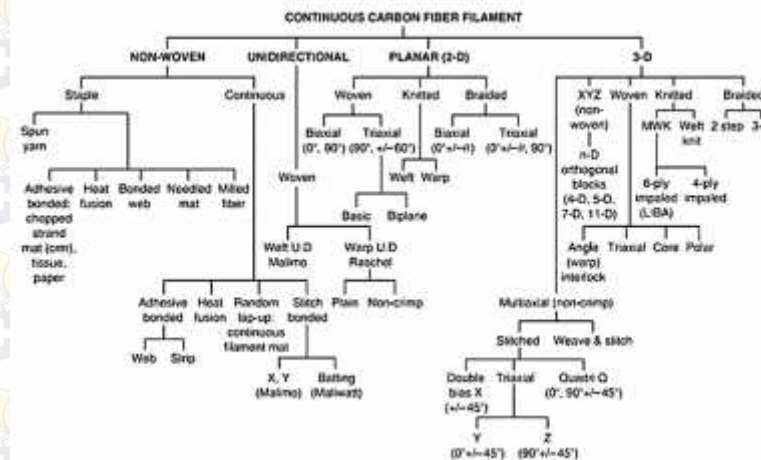 CONTINUOUS CARBON FIBER FILAMENT
NON-WOVEN UNIDIRECTIONAL PLANAR (2-D) 3-D
Staple Continuous Woven Knitted Braided XYZ Woven Knitted Braided
(non-
woven)
Spun
yarn
Biaxial Triaxial Biaxial Triaxial
(0°, 90°) (90°, +/−60°) (0°+/−θ) (0°+/−θ, 90°)
MWK Weft 2 step
knit
n-D
orthogonal
blocks
(4-D, 5-D,
7-D, 11-D)
Woven
Weft Warp
6-ply 4-ply
impaled impaled
(LIBA)
Adhesive Heat Bonded Needled Milled
bonded: fusion web mat fiber
chopped
strand
mat (csm),
tissue,
paper
Basic Biplane
Weft U.D Warp U.D
Malimo Raschel
Angle Triaxial Core Polar
(warp)
interlock
Adhesive Heat Random Stitch Plain Non-crimp
bonded fusion lap-up: bonded
continuous
filament mat
Multiaxial (non-crimp)
Stitched Weave & stitch
Web Strip
X, Y Batting
(Malimo) (Maliwatt)
Double Triaxial Quadri Q
bias X (0°, 90°+/−45°)
(+/−45°)
Y Z
(0°+/−45°) (90°+/−45°)